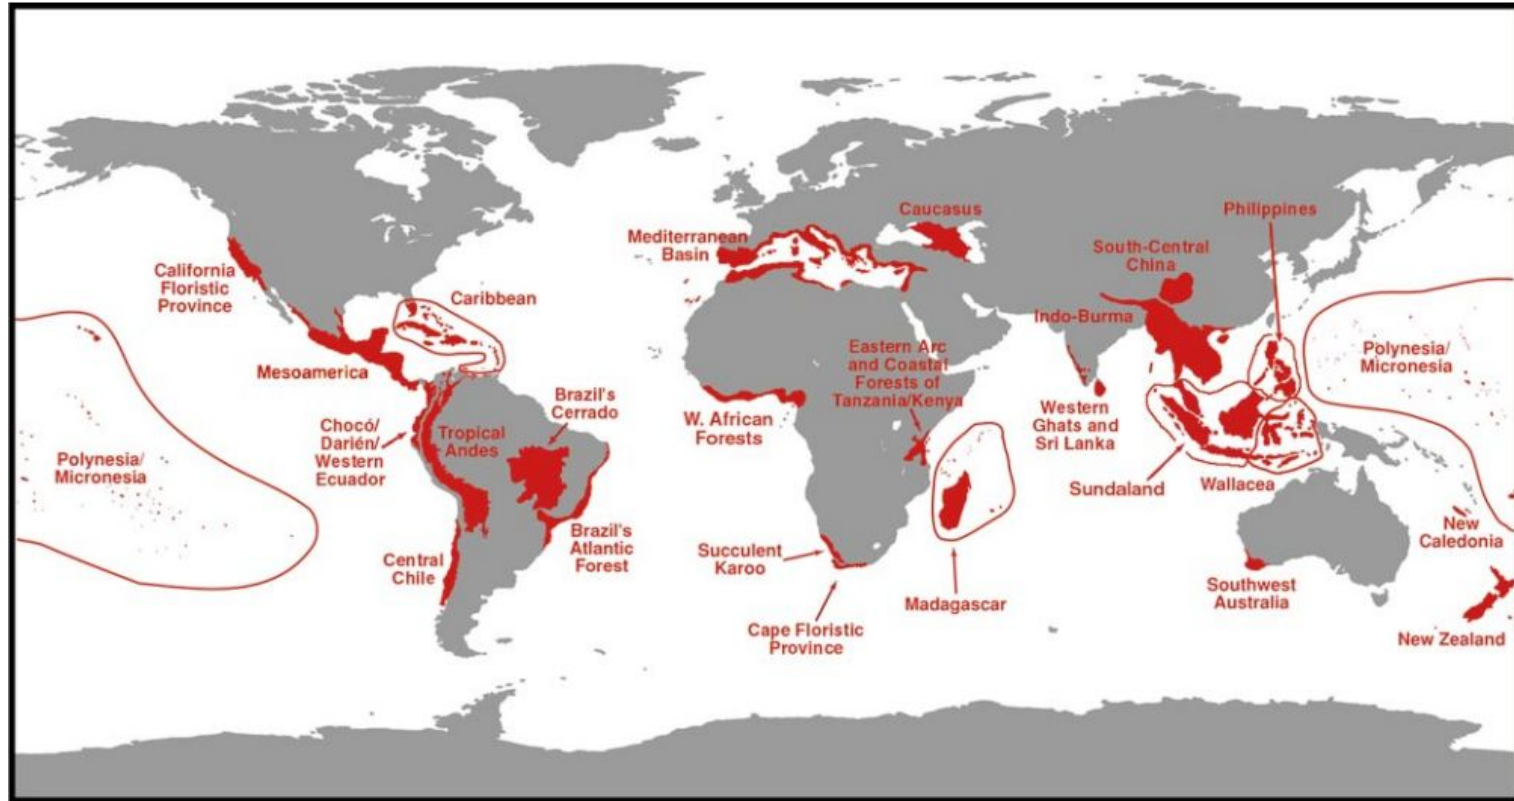 Caucasus
Philippines
Mediterranean
Basin
South-Central
China
California
Floristic
Province
Caribbean
Indo-Burma
Eastern Arc
and Coastal
Forests of
Tanzania/Kenya
Polynesia/
Micronesia
Mesoamerica
Brazil's
Cerrado
W. African
Forests
Western
Ghats and
Sri Lanka
Chocó/
Darién/
Western
Ecuador
Tropical
Andes
Polynesia/
Micronesia
Sundaland
Wallacea
New
Caledonia
Brazil's
Atlantic
Forest
Central
Chile
Succulent
Karoo
Madagascar
Southwest
Australia
Cape Floristic
Province
New Zealand